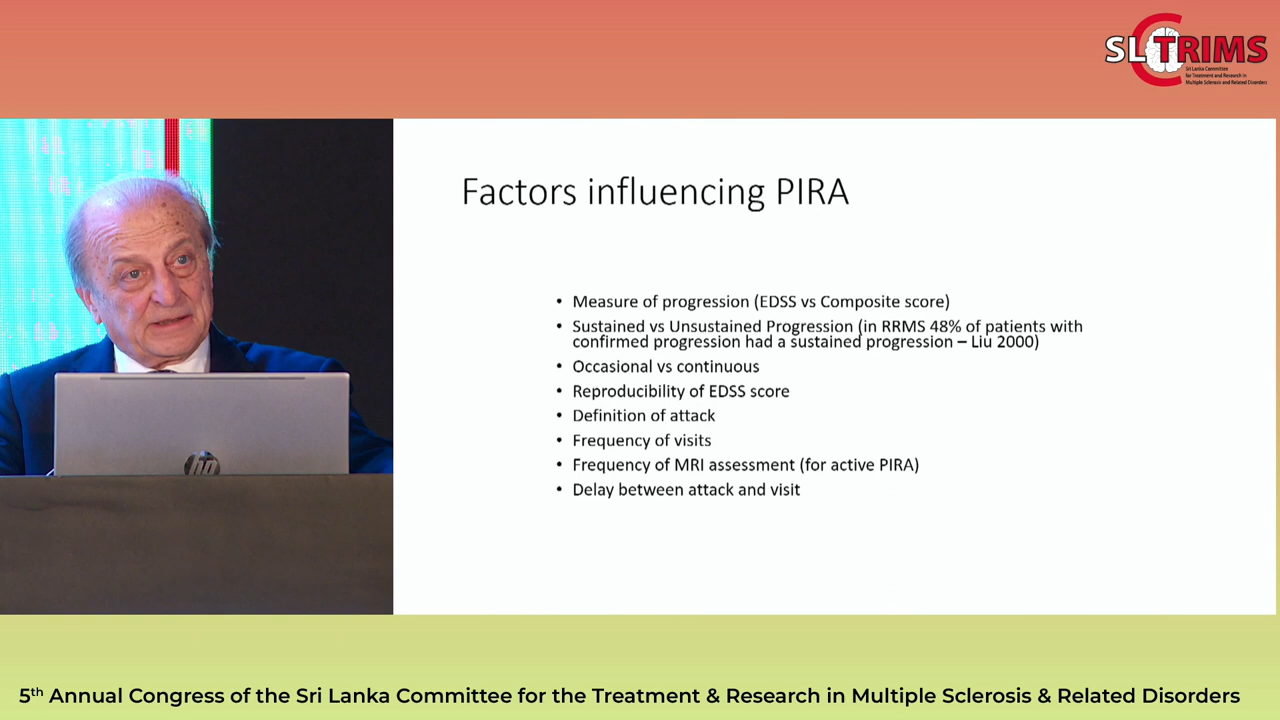 SLCTRIMS
Sri Lanka Committee
for Treatment and Research in
Multiple Sclerosis and Related Disorders
Factors influencing PIRA
• Measure of progression (EDSS vs Composite score)
• Sustained vs Unsustained Progression (in RRMS 48% of patients with
confirmed progression had a sustained progression – Liu 2000)
• Occasional vs continuous
• Reproducibility of EDSS score
• Definition of attack
• Frequency of visits
• Frequency of MRI assessment (for active PIRA)
• Delay between attack and visit
hp
5th Annual Congress of the Sri Lanka Committee for the Treatment & Research in Multiple Sclerosis & Related Disorders